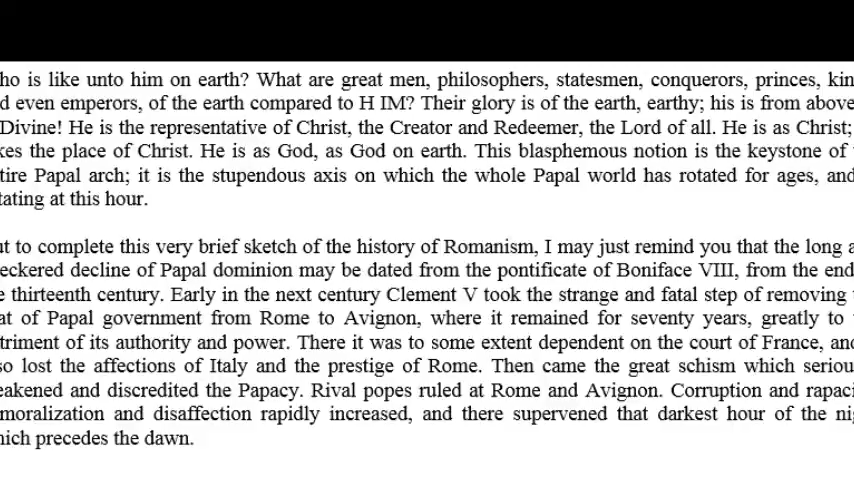 ho is like unto him on earth? What are great men, philosophers, statesmen, conquerors, princes, kin
d even emperors, of the earth compared to H IM? Their glory is of the earth, earthy; his is from above
Divine! He is the representative of Christ, the Creator and Redeemer, the Lord of all. He is as Christ;
kes the place of Christ. He is as God, as God on earth. This blasphemous notion is the keystone of
tire Papal arch; it is the stupendous axis on which the whole Papal world has rotated for ages, and
tating at this hour.
ut to complete this very brief sketch of the history of Romanism, I may just remind you that the long a
eckered decline of Papal dominion may be dated from the pontificate of Boniface VIII, from the end
e thirteenth century. Early in the next century Clement V took the strange and fatal step of removing
at of Papal government from Rome to Avignon, where it remained for seventy years, greatly to
triment of its authority and power. There it was to some extent dependent on the court of France, and
so lost the affections of Italy and the prestige of Rome. Then came the great schism which seriou
eakened and discredited the Papacy. Rival popes ruled at Rome and Avignon. Corruption and rapaci
moralization and disaffection rapidly increased, and there supervened that darkest hour of the nig
hich precedes the dawn.